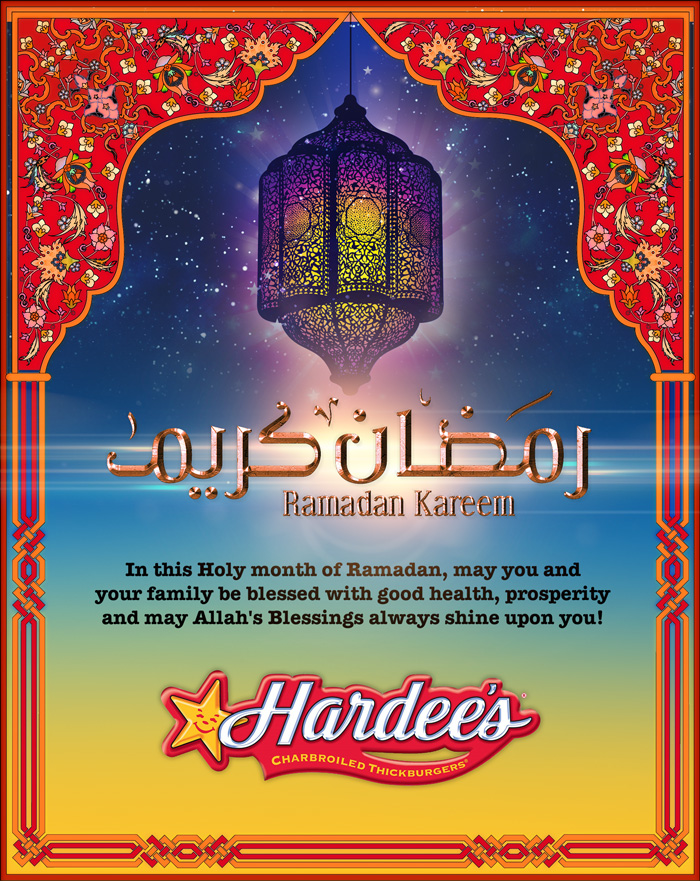 رمضان كريم
Ramadan Kareem
In this Holy month of Ramadan, may you and
your family be blessed with good health, prosperity
and may Allah's Blessings always shine upon you!
Hardee's®
CHARBROILED THICKBURGERS®